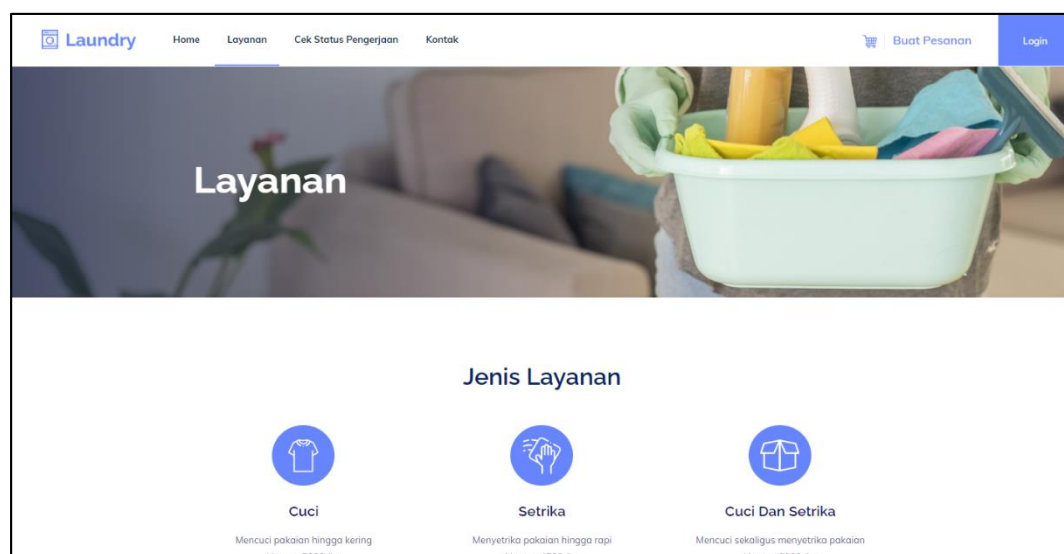 Laundry
Home
Layanan
Cek Status Pengerjaan
Kontak
Buat Pesanan
Login
Layanan
Jenis Layanan
Cuci
Setrika
Cuci Dan Setrika
Mencuci pakaian hingga kering
Menyetrika pakaian hingga rapi
Mencuci sekaligus menyetrika pakaian